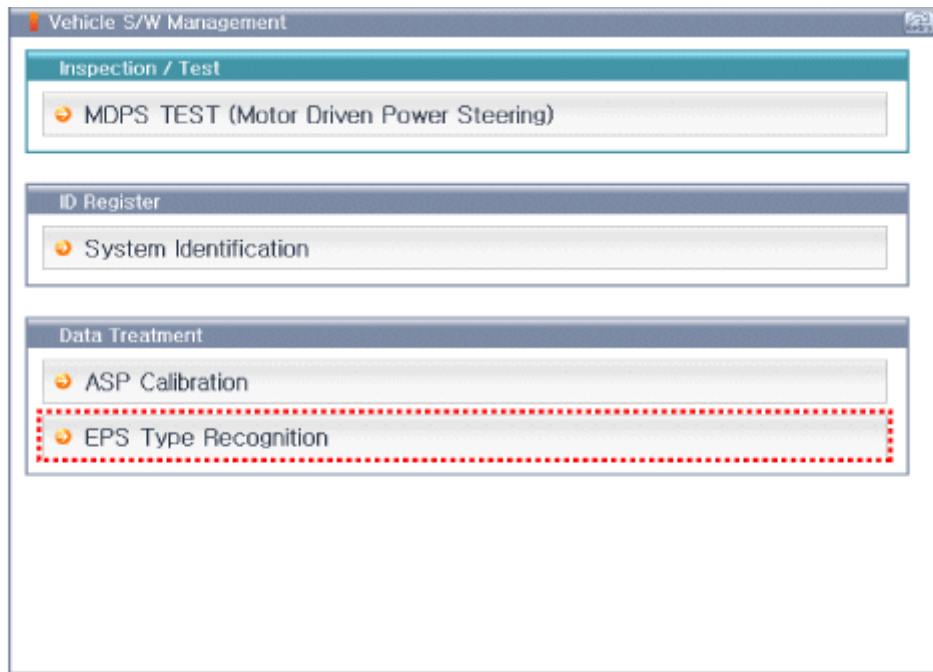 Vehicle S/W Management
Inspection / Test
MDPS TEST (Motor Driven Power Steering)
ID Register
System Identification
Data Treatment
ASP Calibration
EPS Type Recognition